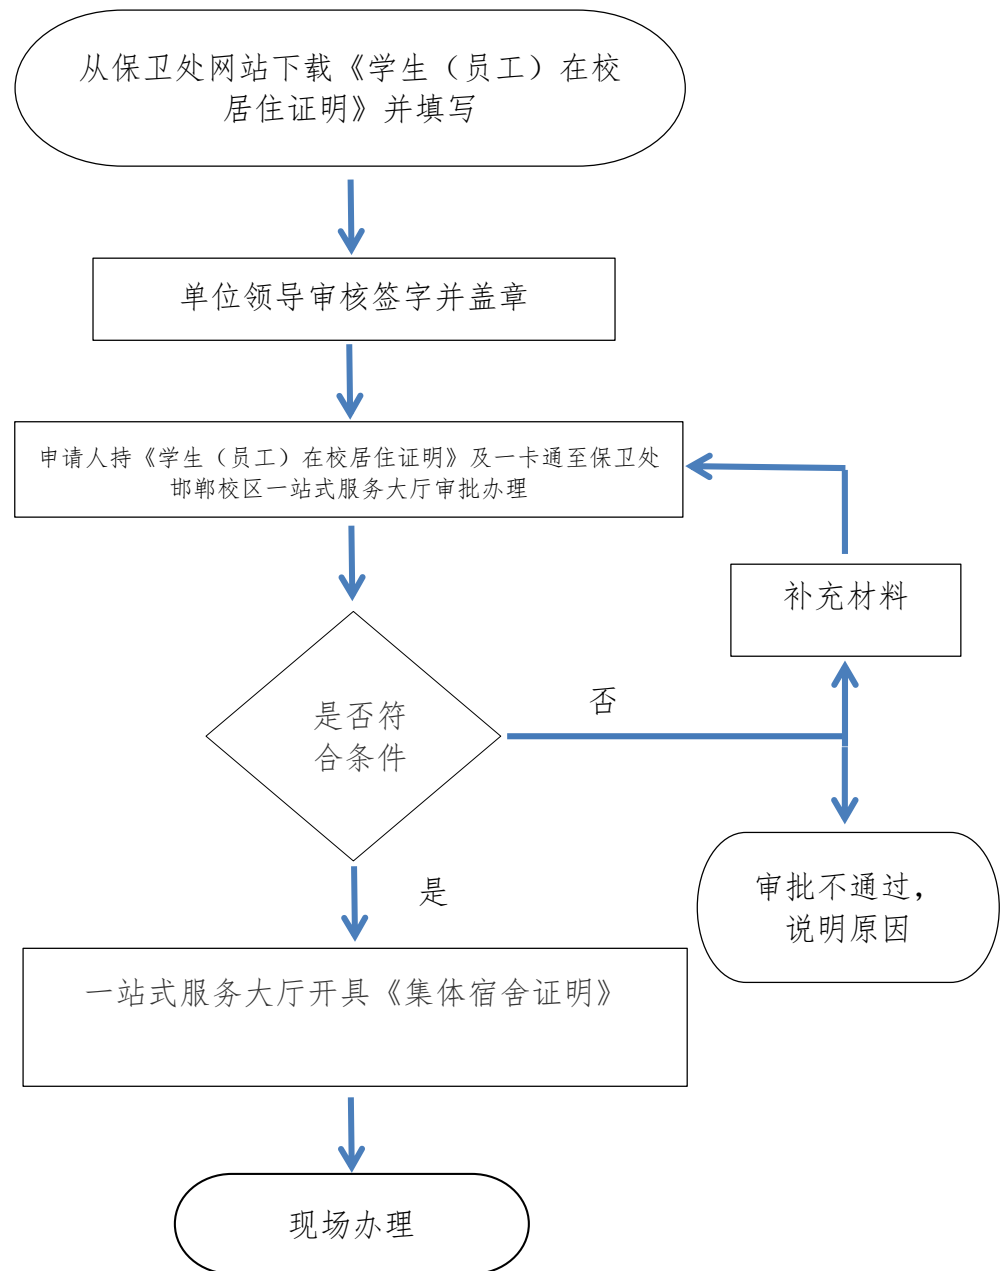 从保卫处网站下载《学生（员工）在校
居住证明》并填写
单位领导审核签字并盖章
申请人持《学生（员工）在校居住证明》及一卡通至保卫处
邯郸校区一站式服务大厅审批办理
补充材料
否
是否符
合条件
审批不通过，
说明原因
是
一站式服务大厅开具《集体宿舍证明》
现场办理